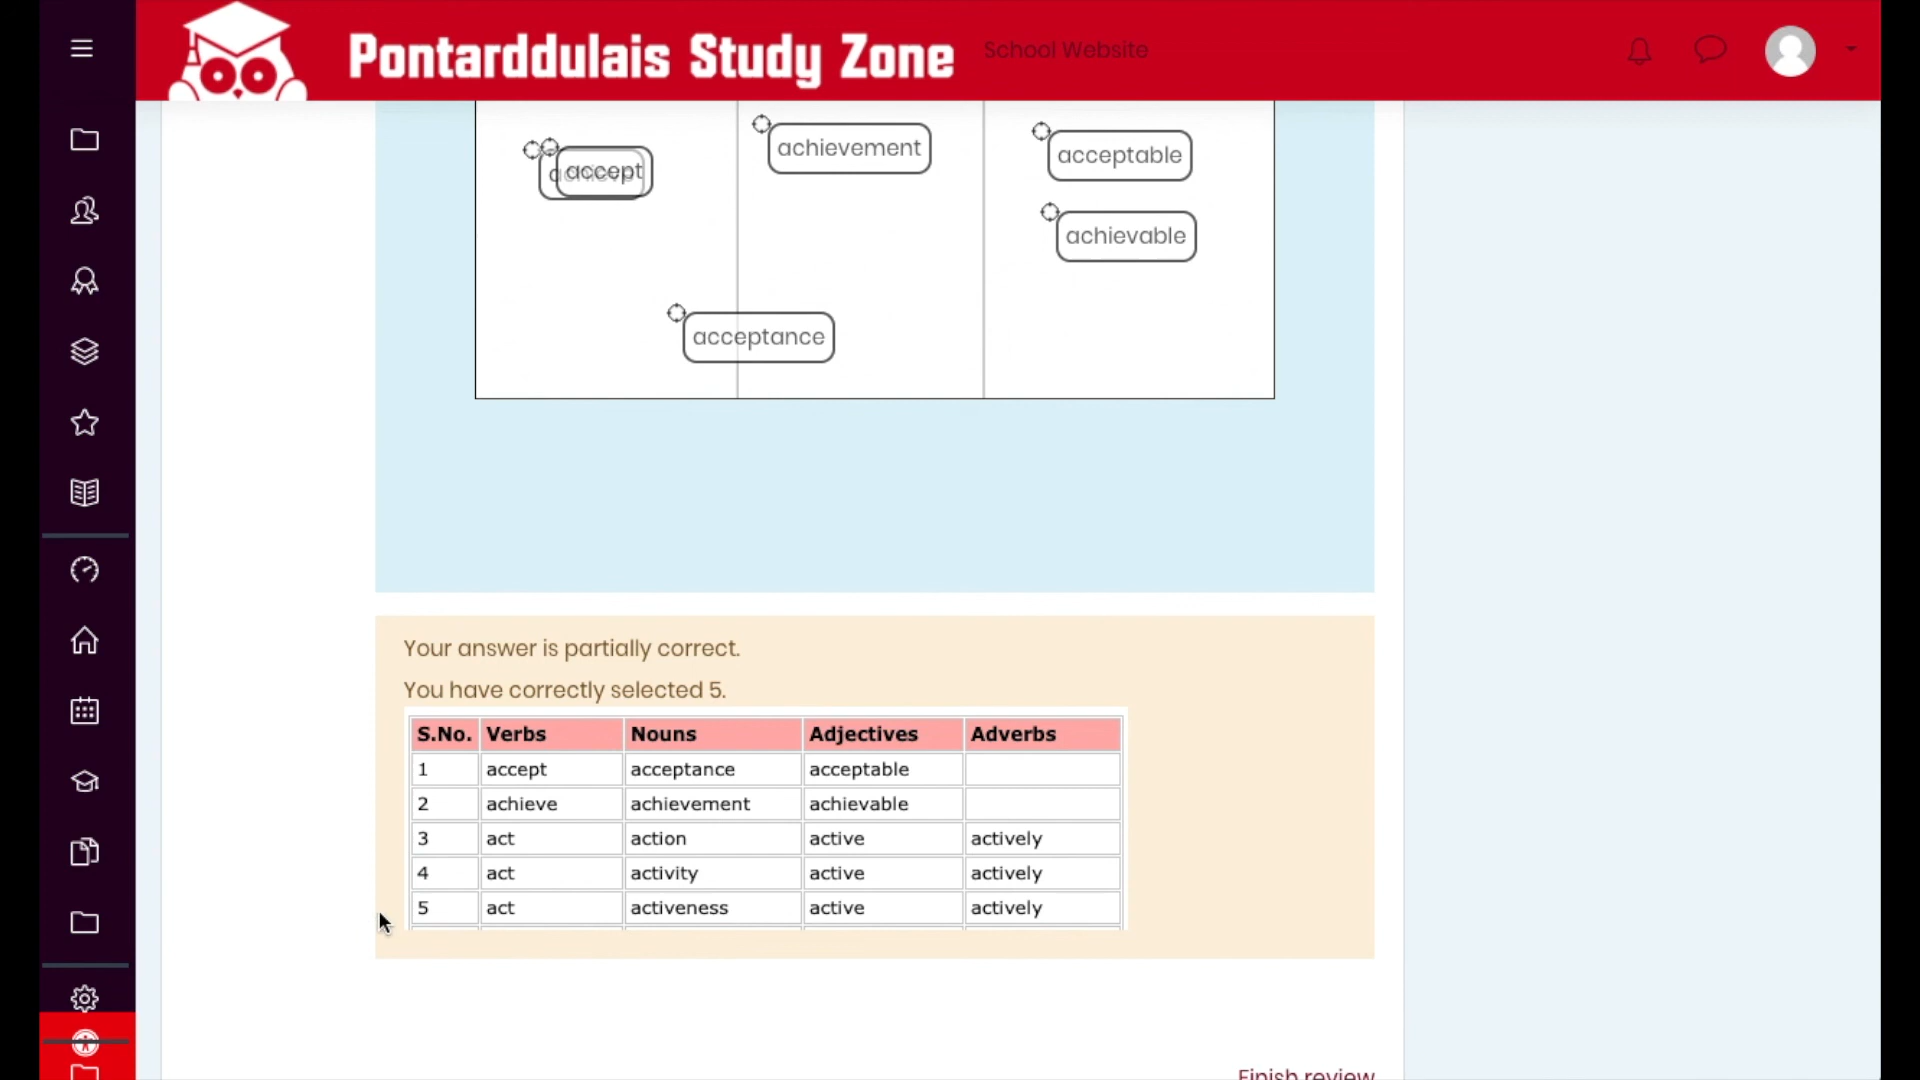 Pontarddulais Study Zone School Website
achievement
acceptable
accept
achievable
acceptance
Your answer is partially correct.
You have correctly selected 5.
S.No. Verbs Nouns Adjectives Adverbs
1 accept acceptance acceptable
2 achieve achievement achievable
3 act action active actively
4 act activity active actively
5 act activeness active actively
Finish review